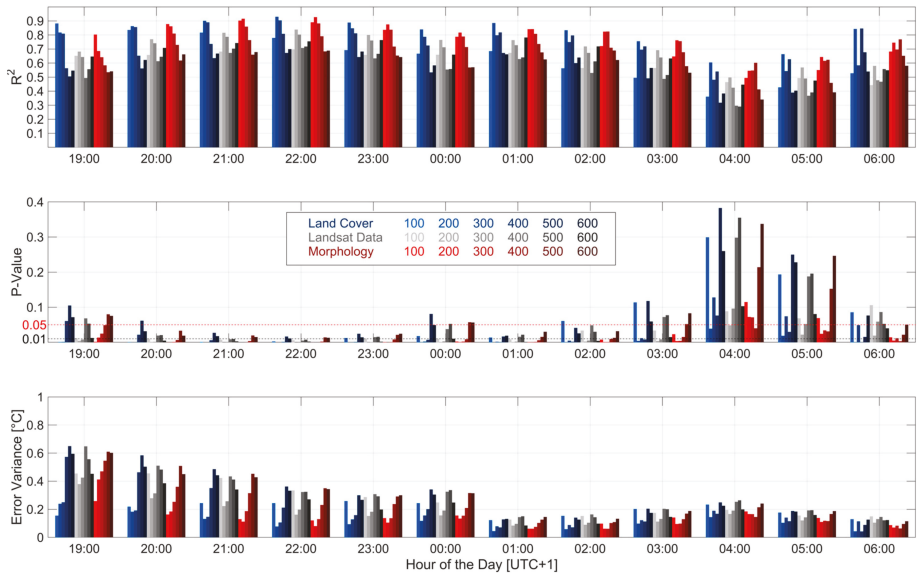 R²
0.9
0.8
0.7
0.6
0.5
0.4
0.3
0.2
0.1
19:00 20:00 21:00 22:00 23:00 00:00 01:00 02:00 03:00 04:00 05:00 06:00
P-Value
0.4
0.3
0.2
0.1
0.05
0.01
Land Cover 100 200 300 400 500 600
Landsat Data 100 200 300 400 500 600
Morphology 100 200 300 400 500 600
19:00 20:00 21:00 22:00 23:00 00:00 01:00 02:00 03:00 04:00 05:00 06:00
Error Variance [°C]
1
0.8
0.6
0.4
0.2
0
19:00 20:00 21:00 22:00 23:00 00:00 01:00 02:00 03:00 04:00 05:00 06:00
Hour of the Day [UTC+1]